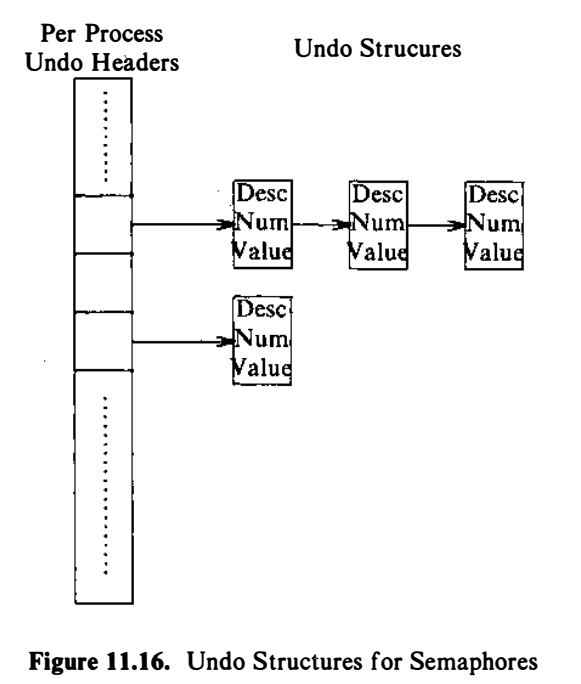 Per Process
Undo Headers
Undo Strucures
Desc
Num
Value
Desc
Num
Value
Desc
Num
Value
Desc
Num
Value
Figure 11.16. Undo Structures for Semaphores